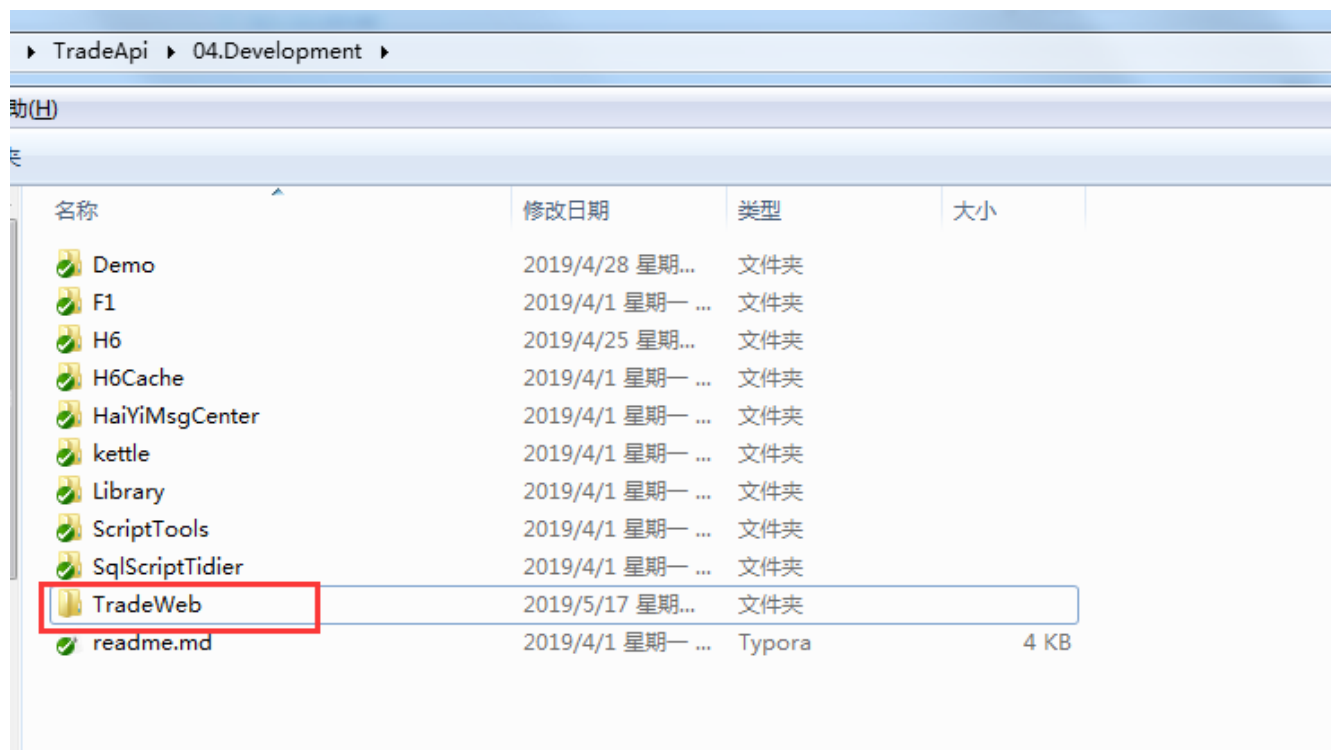 TradeApi 04.Development
助(H)
夹
名称 修改日期 类型 大小
Demo 2019/4/28 星期... 文件夹
F1 2019/4/1 星期一 ... 文件夹
H6 2019/4/25 星期... 文件夹
H6Cache 2019/4/1 星期一 ... 文件夹
HaiYiMsgCenter 2019/4/1 星期一 ... 文件夹
kettle 2019/4/1 星期一 ... 文件夹
Library 2019/4/1 星期一 ... 文件夹
ScriptTools 2019/4/1 星期一 ... 文件夹
SqlScriptTidier 2019/4/1 星期一 ... 文件夹
TradeWeb 2019/5/17 星期... 文件夹
readme.md 2019/4/1 星期一 ... Typora 4 KB